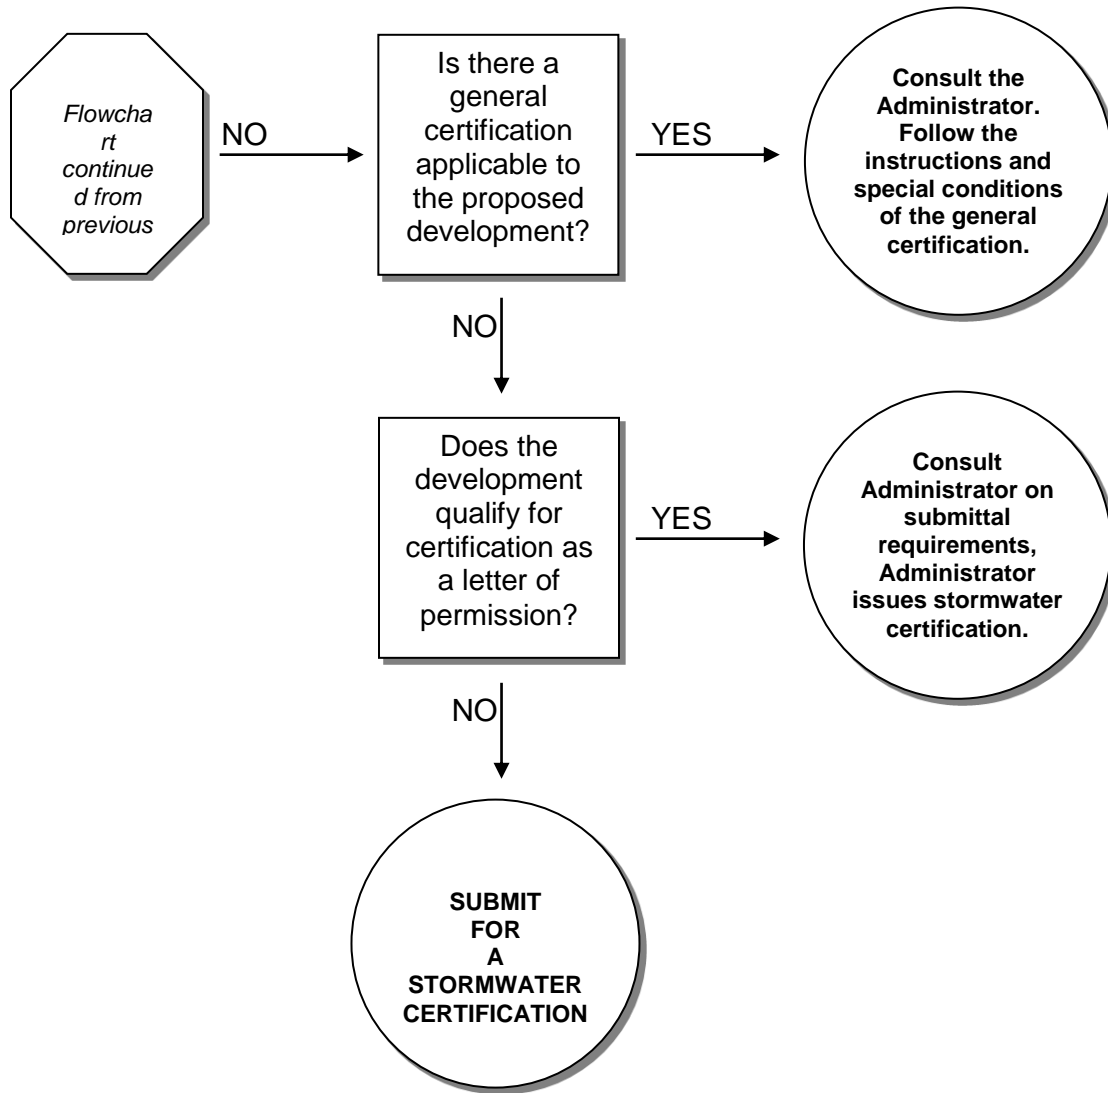 Flowcha
rt
continue
d from
previous
NO
Is there a
general
certification
applicable to
the proposed
development?
YES
Consult the
Administrator.
Follow the
instructions and
special conditions
of the general
certification.
NO
Does the
development
qualify for
certification as
a letter of
permission?
YES
Consult
Administrator on
submittal
requirements,
Administrator
issues stormwater
certification.
NO
SUBMIT
FOR
A
STORMWATER
CERTIFICATION